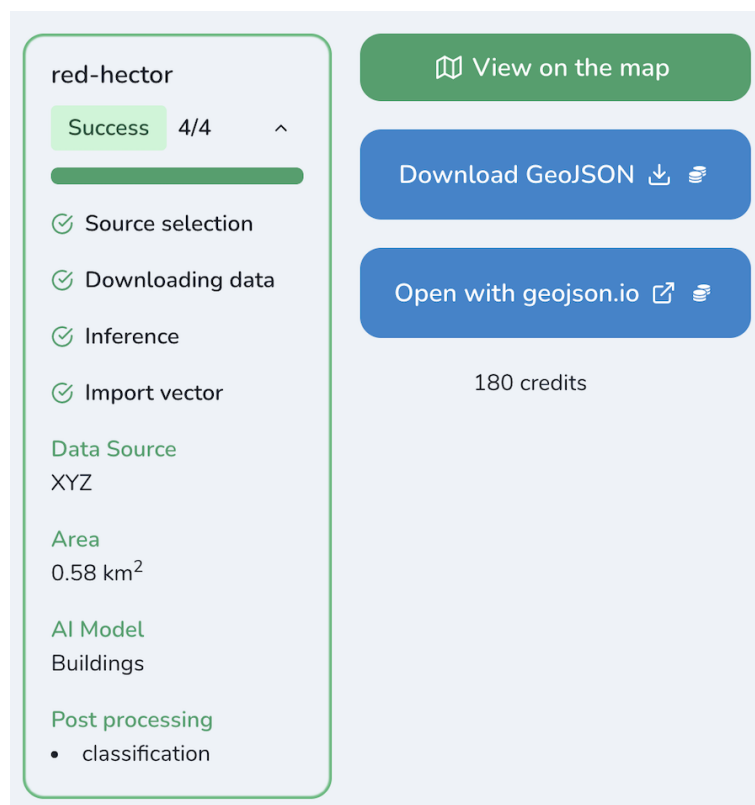 red-hector
Success 4/4
Source selection
Downloading data
Inference
Import vector
Data Source
XYZ
Area
0.58 km²
AI Model
Buildings
Post processing
• classification
View on the map
Download GeoJSON
Open with geojson.io
180 credits